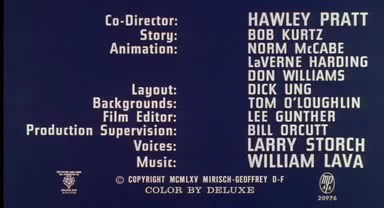 Co-Director: HAWLEY PRATT
Story: BOB KURTZ
Animation: NORM McCABE
LaVERNE HARDING
DON WILLIAMS
Layout: DICK UNG
Backgrounds: TOM O'LOUGHLIN
Film Editor: LEE GUNTHER
Production Supervision: BILL ORCUTT
Voices: LARRY STORCH
Music: WILLIAM LAVA
© COPYRIGHT MCMLXV MIRISCH-GEOFFREY D-F
COLOR BY DELUXE
20976